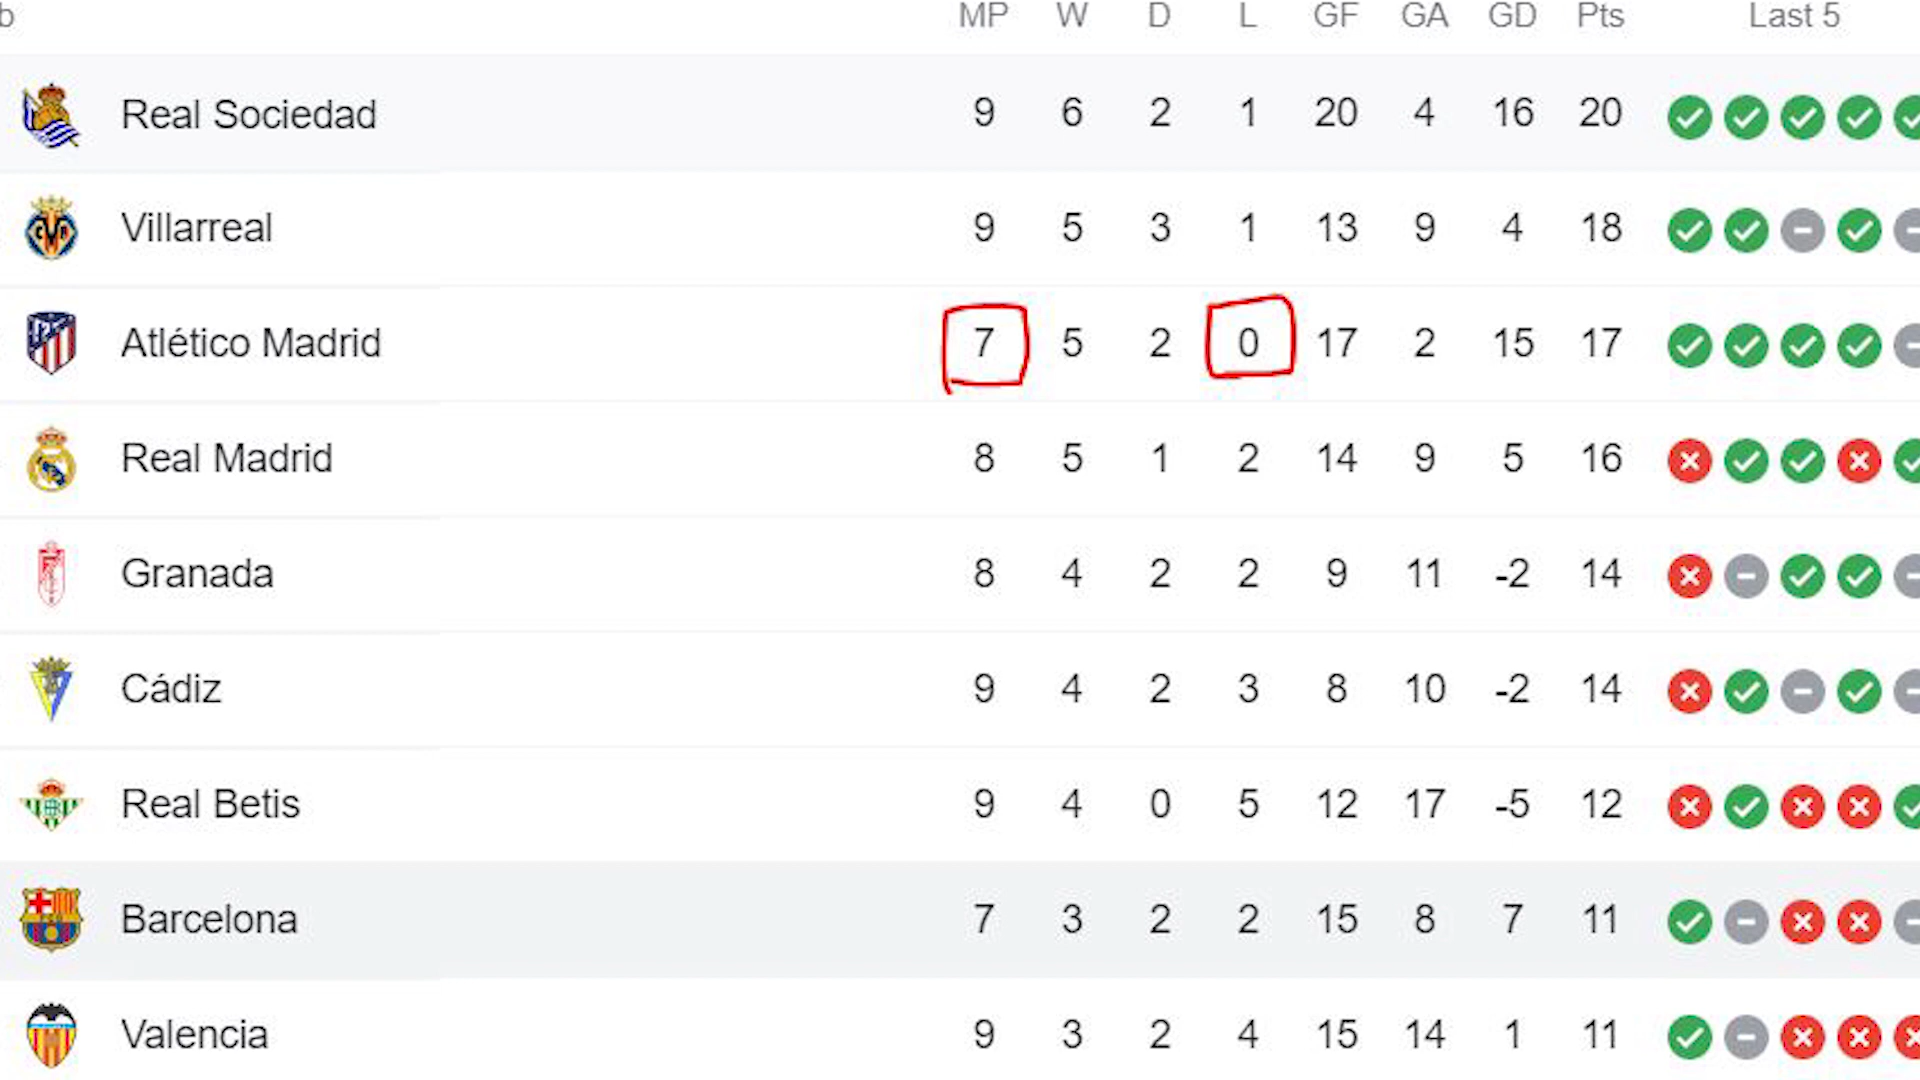 b MP W D L GF GA GD Pts Last 5
Real Sociedad 9 6 2 1 20 4 16 20
Villarreal 9 5 3 1 13 9 4 18
Atlético Madrid 7 5 2 0 17 2 15 17
Real Madrid 8 5 1 2 14 9 5 16
Granada 8 4 2 2 9 11 -2 14
Cádiz 9 4 2 3 8 10 -2 14
Real Betis 9 4 0 5 12 17 -5 12
Barcelona 7 3 2 2 15 8 7 11
Valencia 9 3 2 4 15 14 1 11